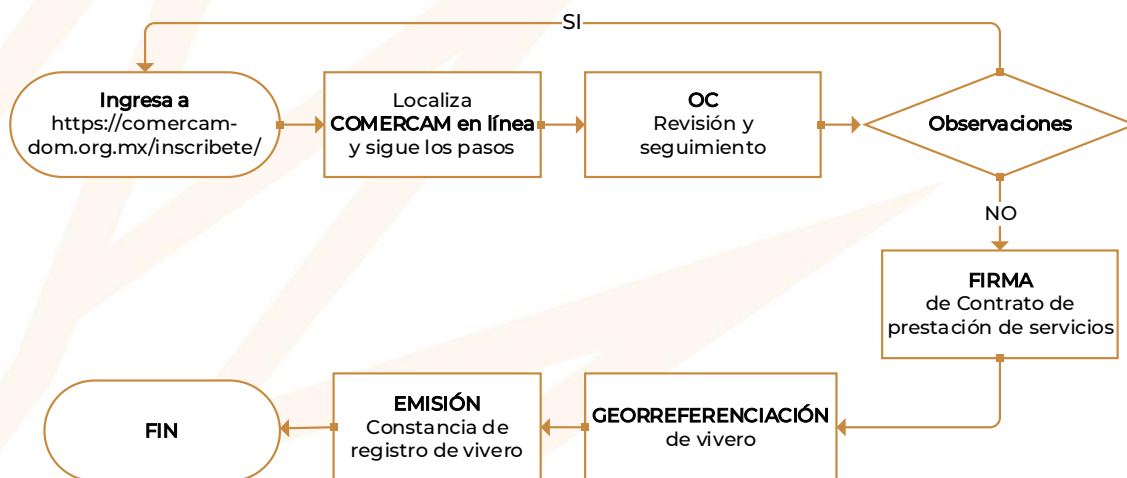 SI
Ingresa a
https://comercam-
dom.org.mx/inscribete/
Localiza
COMERCAM en línea
y sigue los pasos
OC
Revisión y
seguimiento
Observaciones
NO
FIRMA
de Contrato de
prestación de servicios
GEORREFERENCIACIÓN
de vivero
EMISIÓN
Constancia de
registro de vivero
FIN